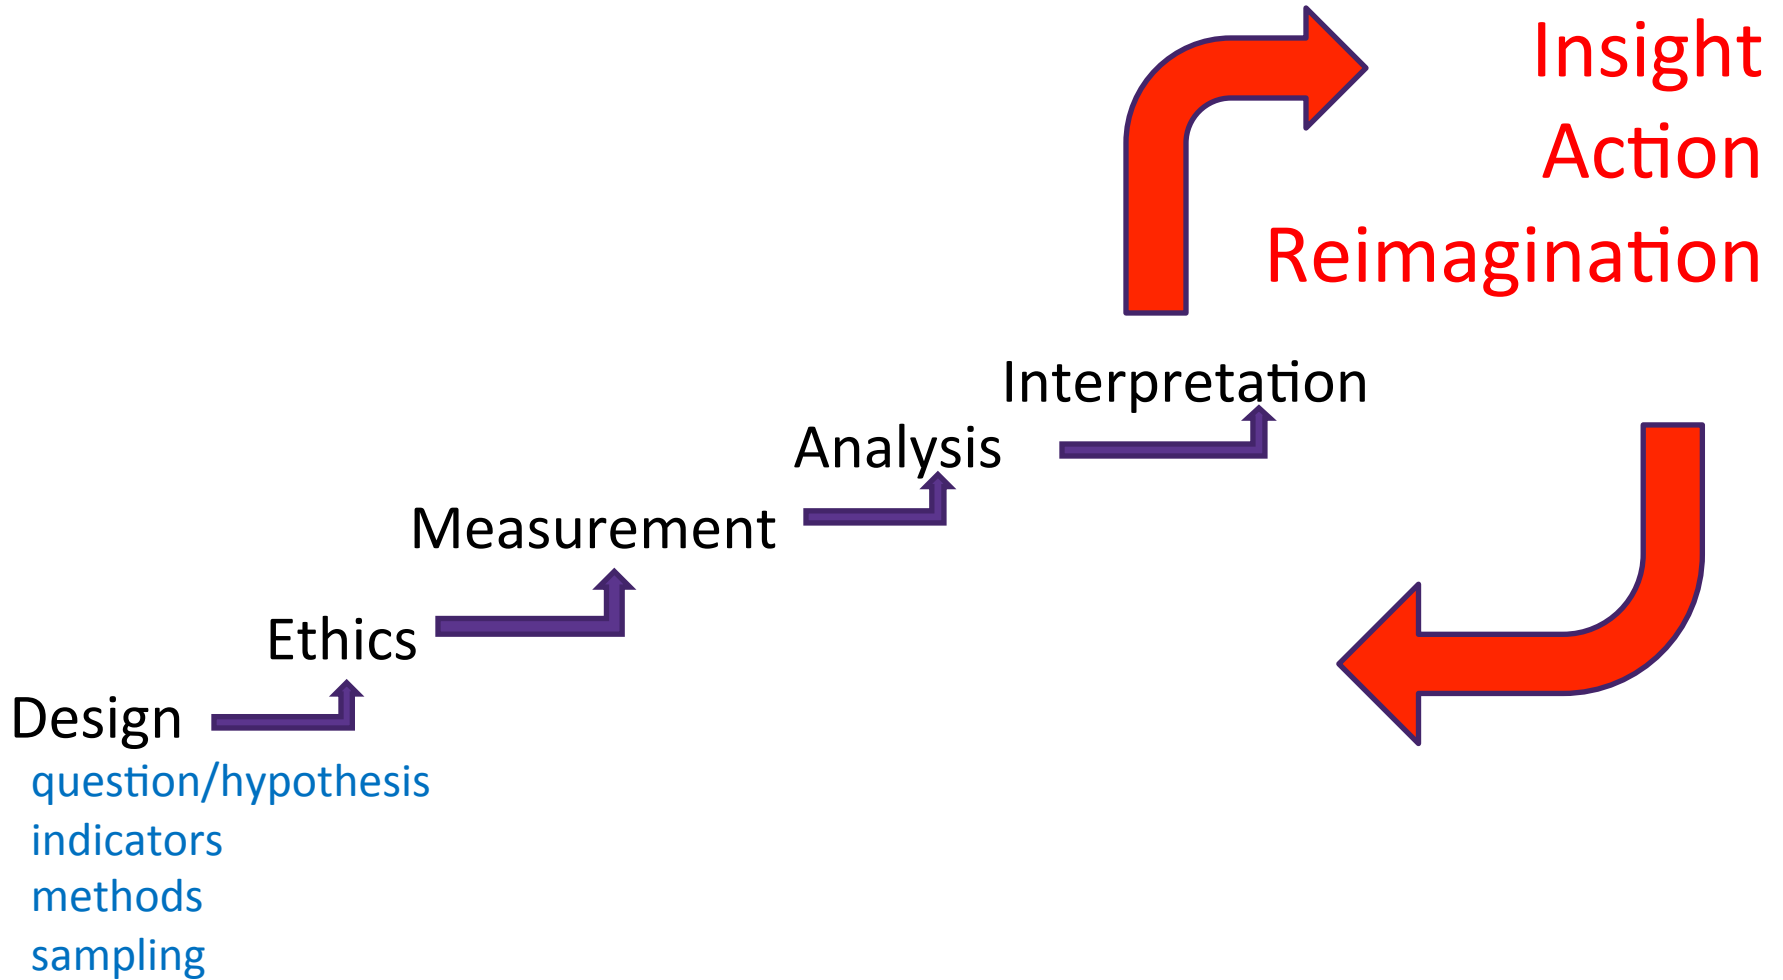 Insight
Action
Reimagination
Interpretation
Analysis
Measurement
Ethics
Design
question/hypothesis
indicators
methods
sampling